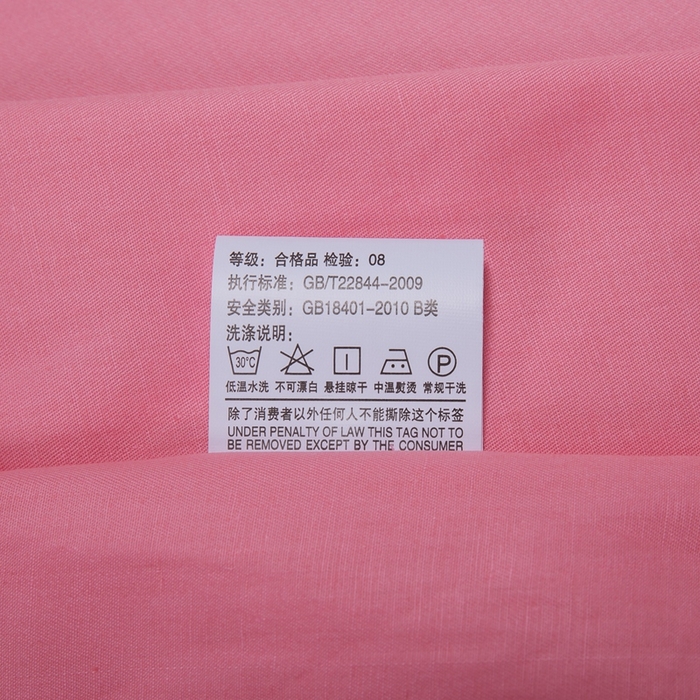 等级：合格品 检验：08
执行标准：GB/T22844-2009
安全类别：GB18401-2010 B类
洗涤说明：
30℃ P
低温水洗 不可漂白 悬挂晾干 中温熨烫 常规干洗
除了消费者以外任何人不能撕除这个标签
UNDER PENALTY OF LAW THIS TAG NOT TO
BE REMOVED EXCEPT BY THE CONSUMER